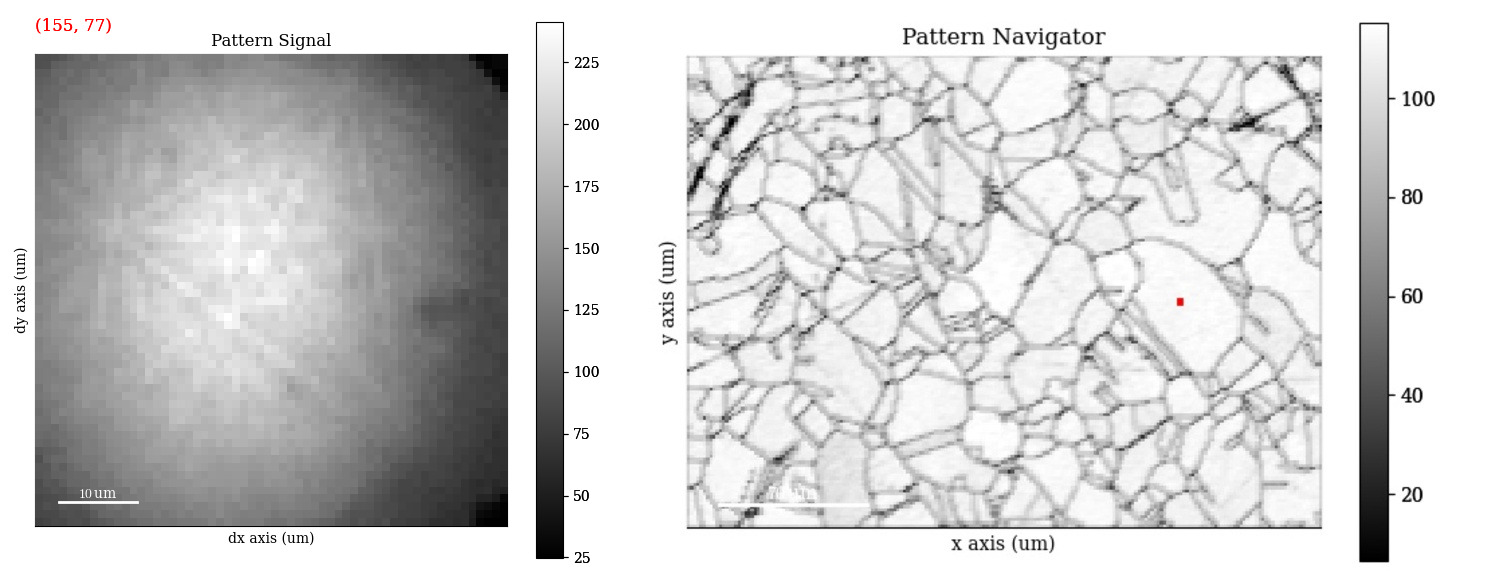 (155, 77)
Pattern Signal
225
200
175
150
125
100
75
50
25
dy axis (um)
10 um
dx axis (um)
Pattern Navigator
100
80
60
40
20
y axis (um)
x axis (um)